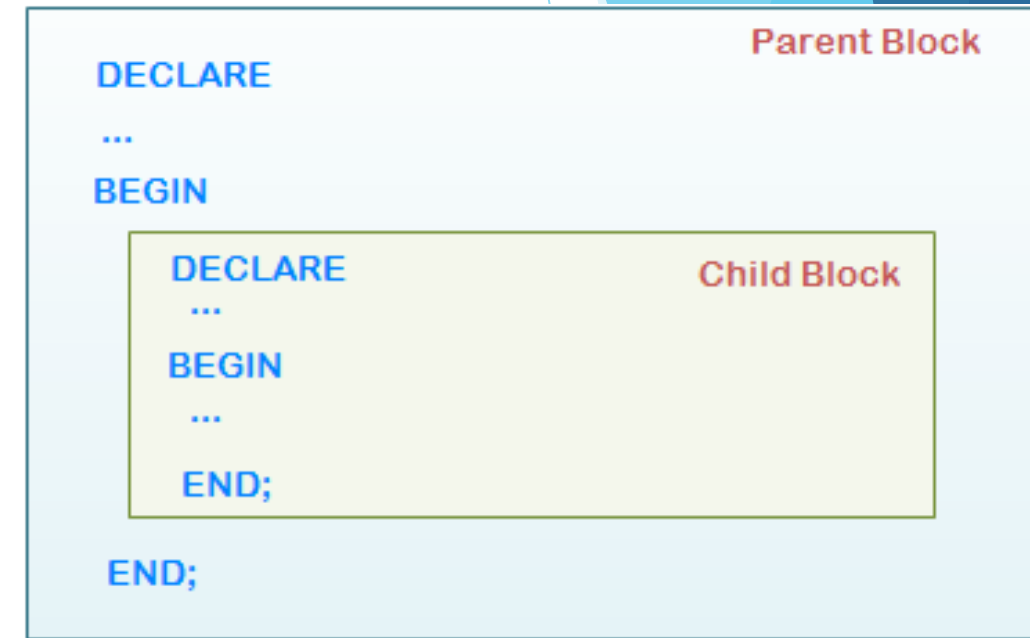 Parent Block
DECLARE
...
BEGIN
DECLARE
Child Block
...
BEGIN
...
END;
END;